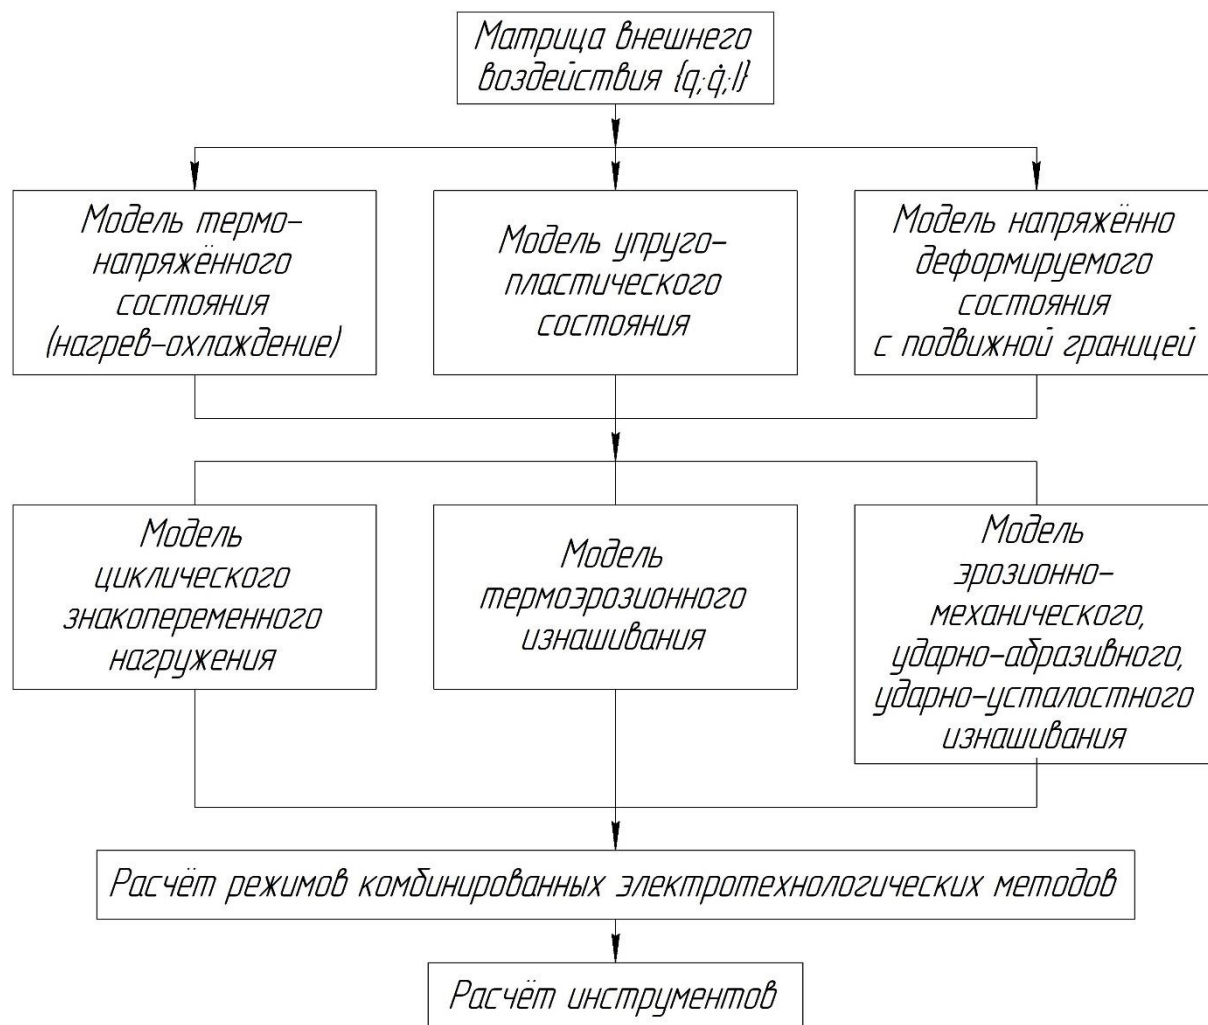 Матрица внешнего
воздействия {q; q̇; l}
Модель термо-
напряжённого
состояния
(нагрев-охлаждение)
Модель упруго-
пластического
состояния
Модель напряжённо
деформируемого
состояния
с подвижной границей
Модель
циклического
знакопеременного
нагружения
Модель
термоэрозионного
изнашивания
Модель
эрозионно-
механического,
ударно-абразивного,
ударно-усталостного
изнашивания
Расчёт режимов комбинированных электротехнологических методов
Расчёт инструментов